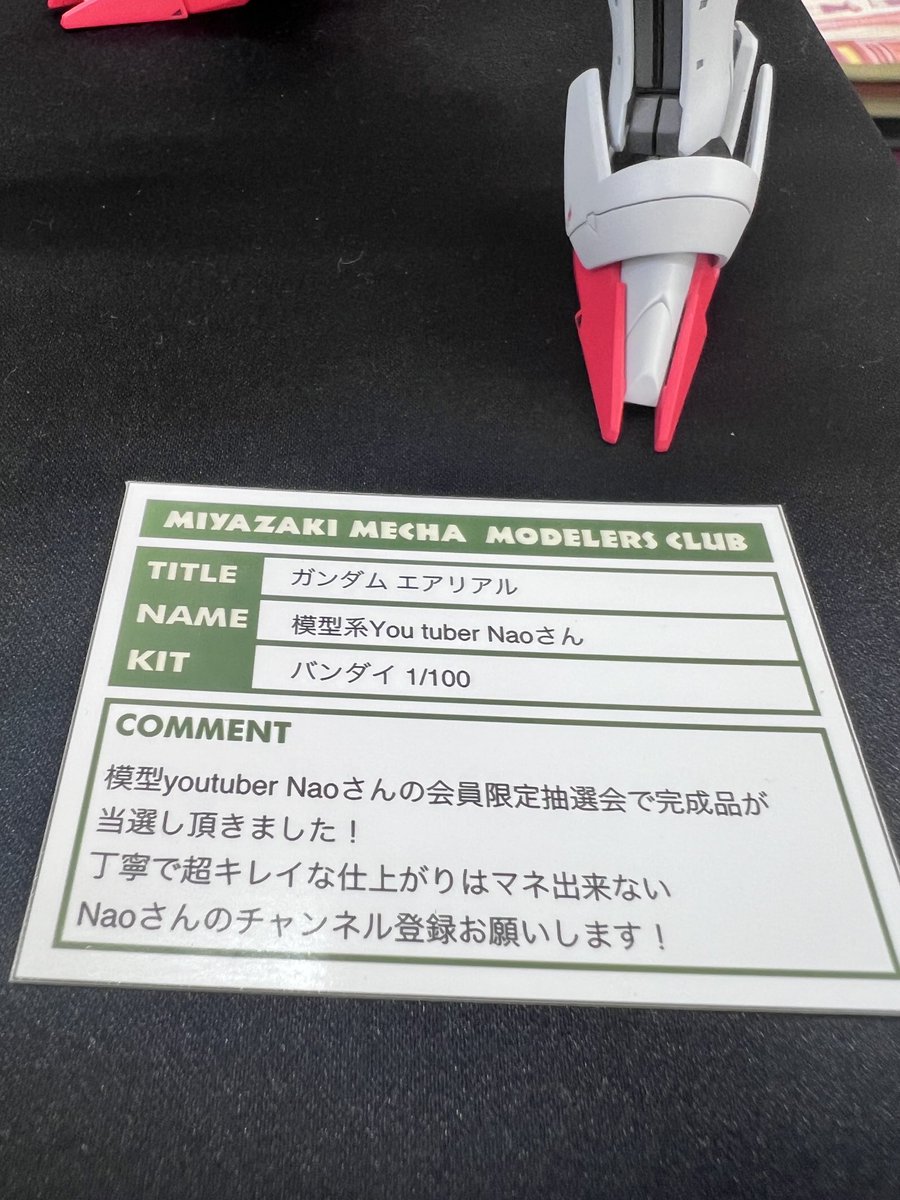 MIYAZAKI MECHA MODELERS CLUB
TITLE ガンダム エアリアル
NAME 模型系You tuber Naoさん
KIT バンダイ 1/100
COMMENT
模型youtuber Naoさんの会員限定抽選会で完成品が
当選し頂きました！
丁寧で超キレイな仕上がりはマネ出来ない
Naoさんのチャンネル登録お願いします！